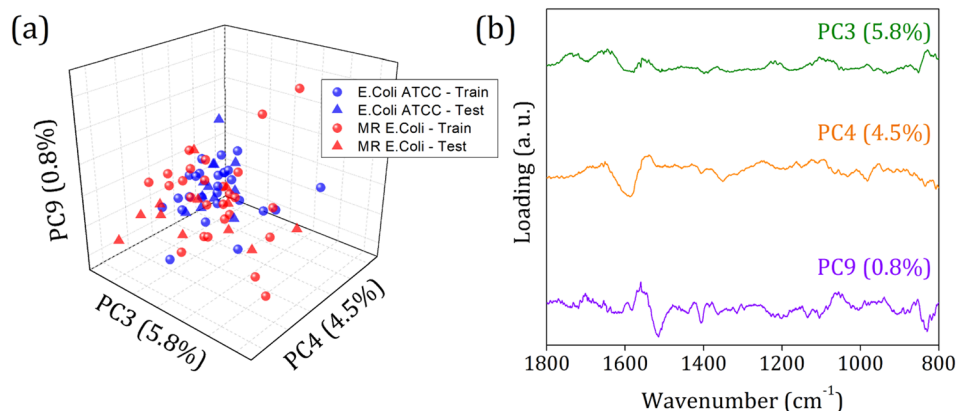 (a)
E.Coli ATCC - Train
E.Coli ATCC - Test
MR E.Coli - Train
MR E.Coli - Test
PC9 (0.8%)
PC3 (5.8%)
PC4 (4.5%)
(b)
PC3 (5.8%)
PC4 (4.5%)
PC9 (0.8%)
Loading (a. u.)
1800 1600 1400 1200 1000 800
Wavenumber (cm⁻¹)